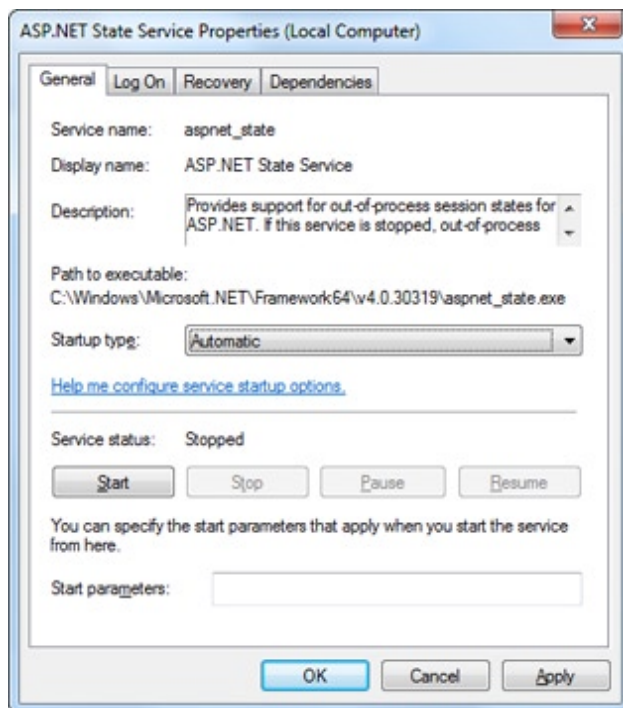 ASP.NET State Service Properties (Local Computer)
General Log On Recovery Dependencies
Service name: aspnet_state
Display name: ASP.NET State Service
Description: Provides support for out-of-process session states for
ASP.NET. If this service is stopped, out-of-process
Path to executable:
C:\Windows\Microsoft.NET\Framework64\v4.0.30319\aspnet_state.exe
Startup type: Automatic
Help me configure service startup options.
Service status: Stopped
Start Stop Pause Resume
You can specify the start parameters that apply when you start the service
from here.
Start parameters:
OK Cancel Apply